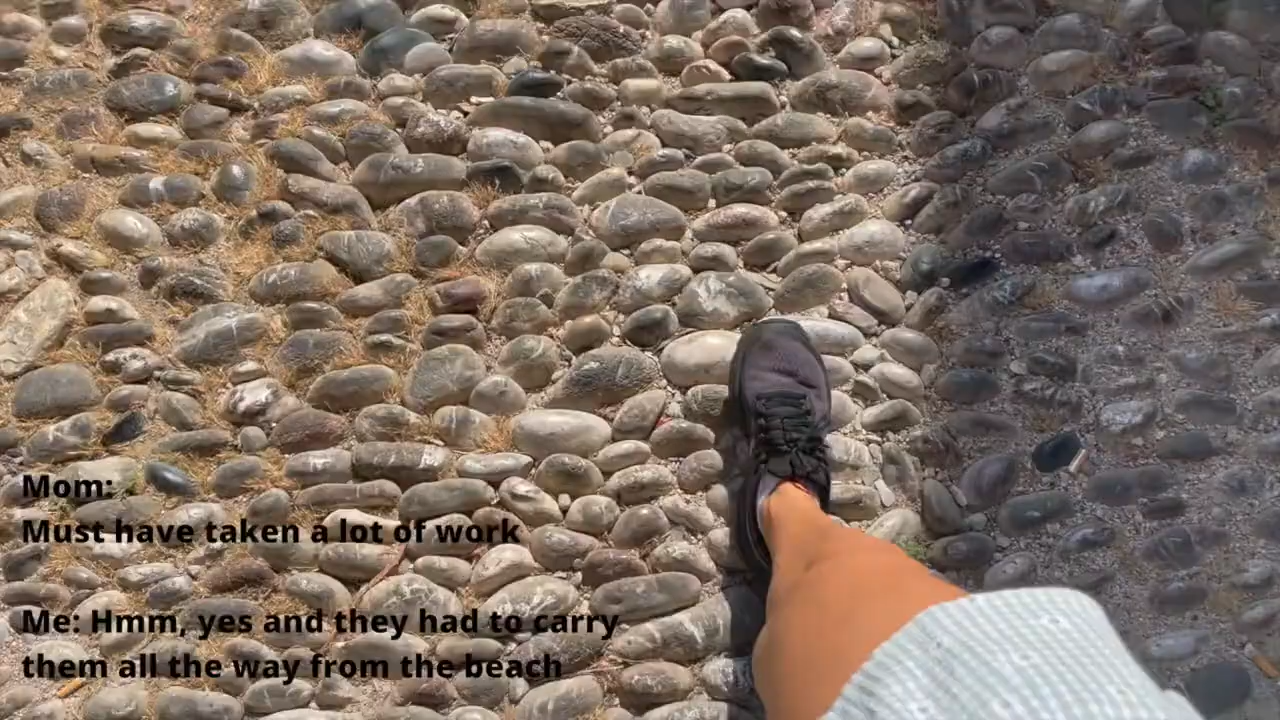 Mom:
Must have taken a lot of work
Me: Hmm, yes and they had to carry
them all the way from the beach